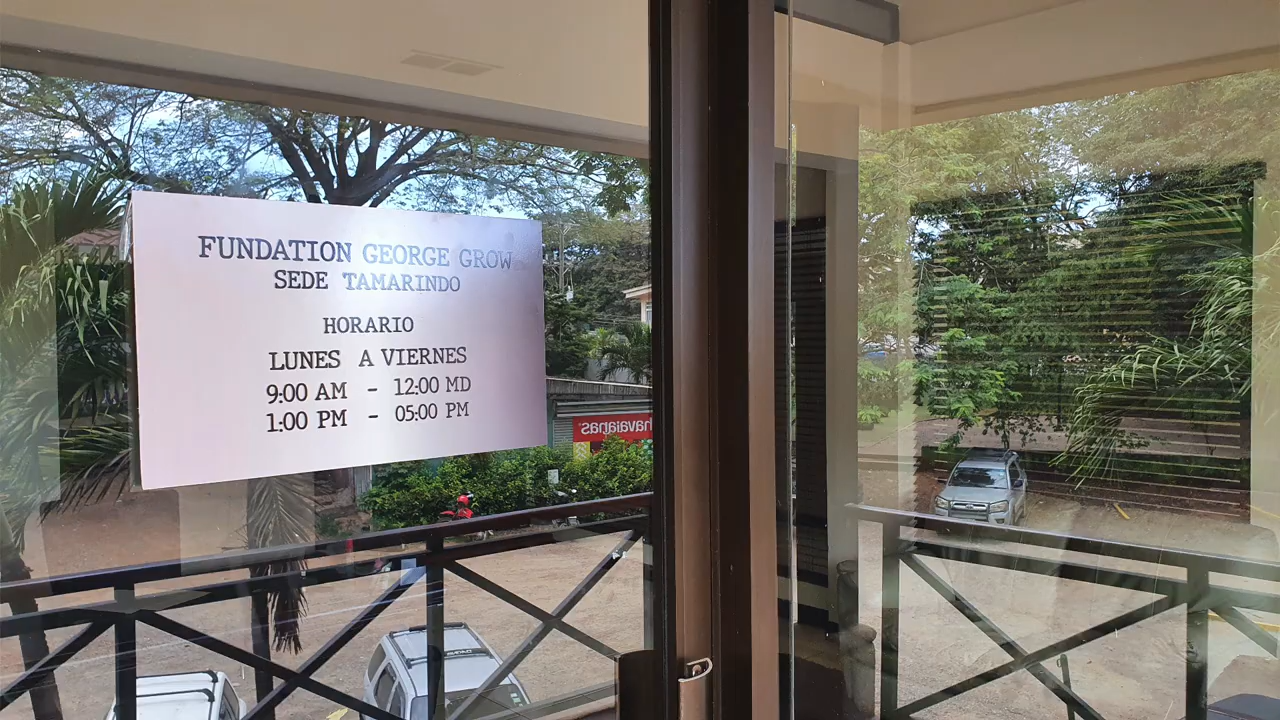 FUNDATION GEORGE GROW
SEDE TAMARINDO
HORARIO
LUNES A VIERNES
9:00 AM - 12:00 MD
1:00 PM - 05:00 PM
havaianas